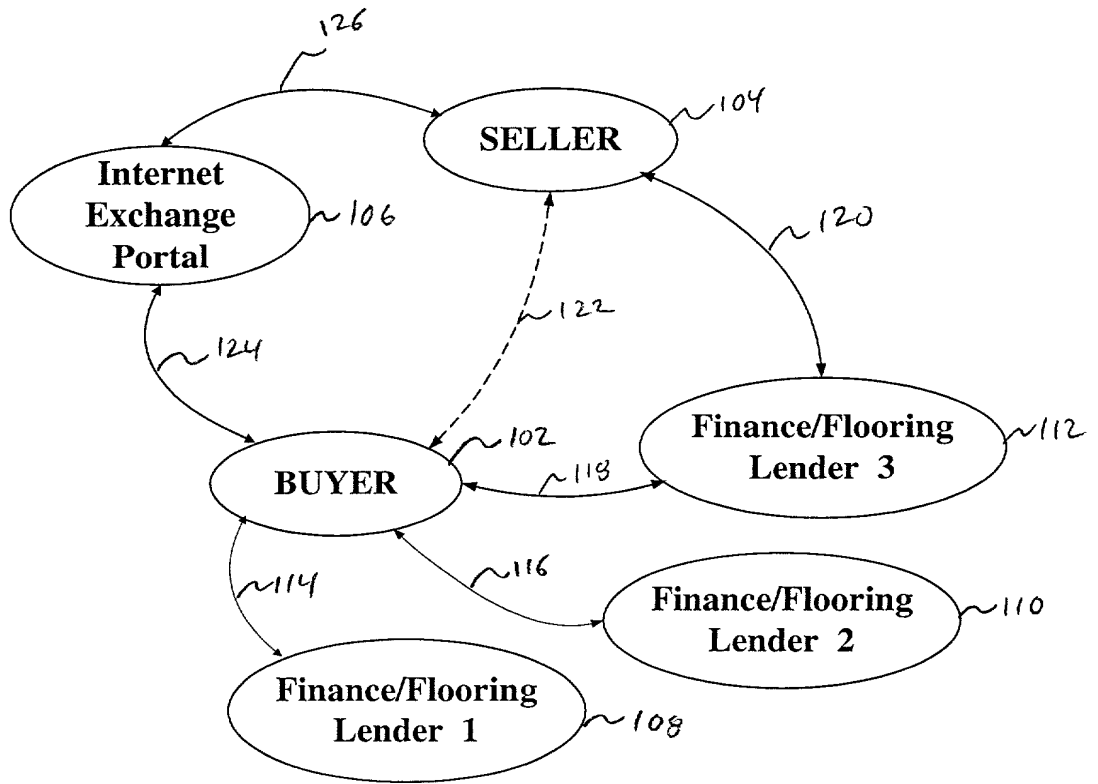 126
SELLER
104
Internet
Exchange
Portal
106
120
122
124
102
BUYER
118
Finance/Flooring
Lender 3
112
114
116
Finance/Flooring
Lender 2
110
Finance/Flooring
Lender 1
108